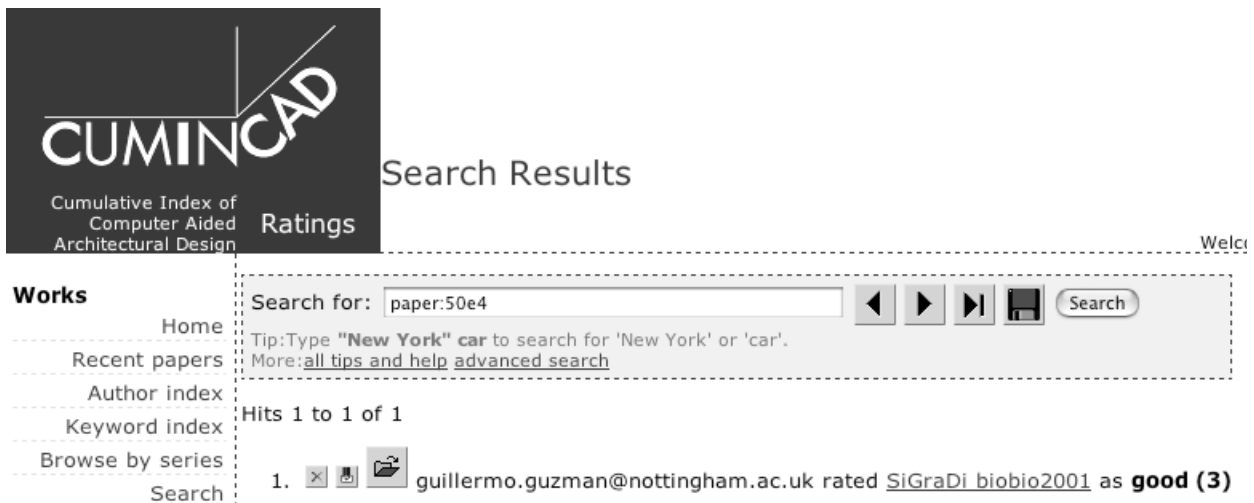 CUMINCAD
Cumulative Index of
Computer Aided
Architectural Design
Ratings
Search Results
Works
Home
Recent papers
Author index
Keyword index
Browse by series
Search
Search for: paper:50e4 Search
Tip:Type "New York" car to search for 'New York' or 'car'.
More:all tips and help advanced search
Hits 1 to 1 of 1
1. guillermo.guzman@nottingham.ac.uk rated SiGraDi biobio2001 as good (3)